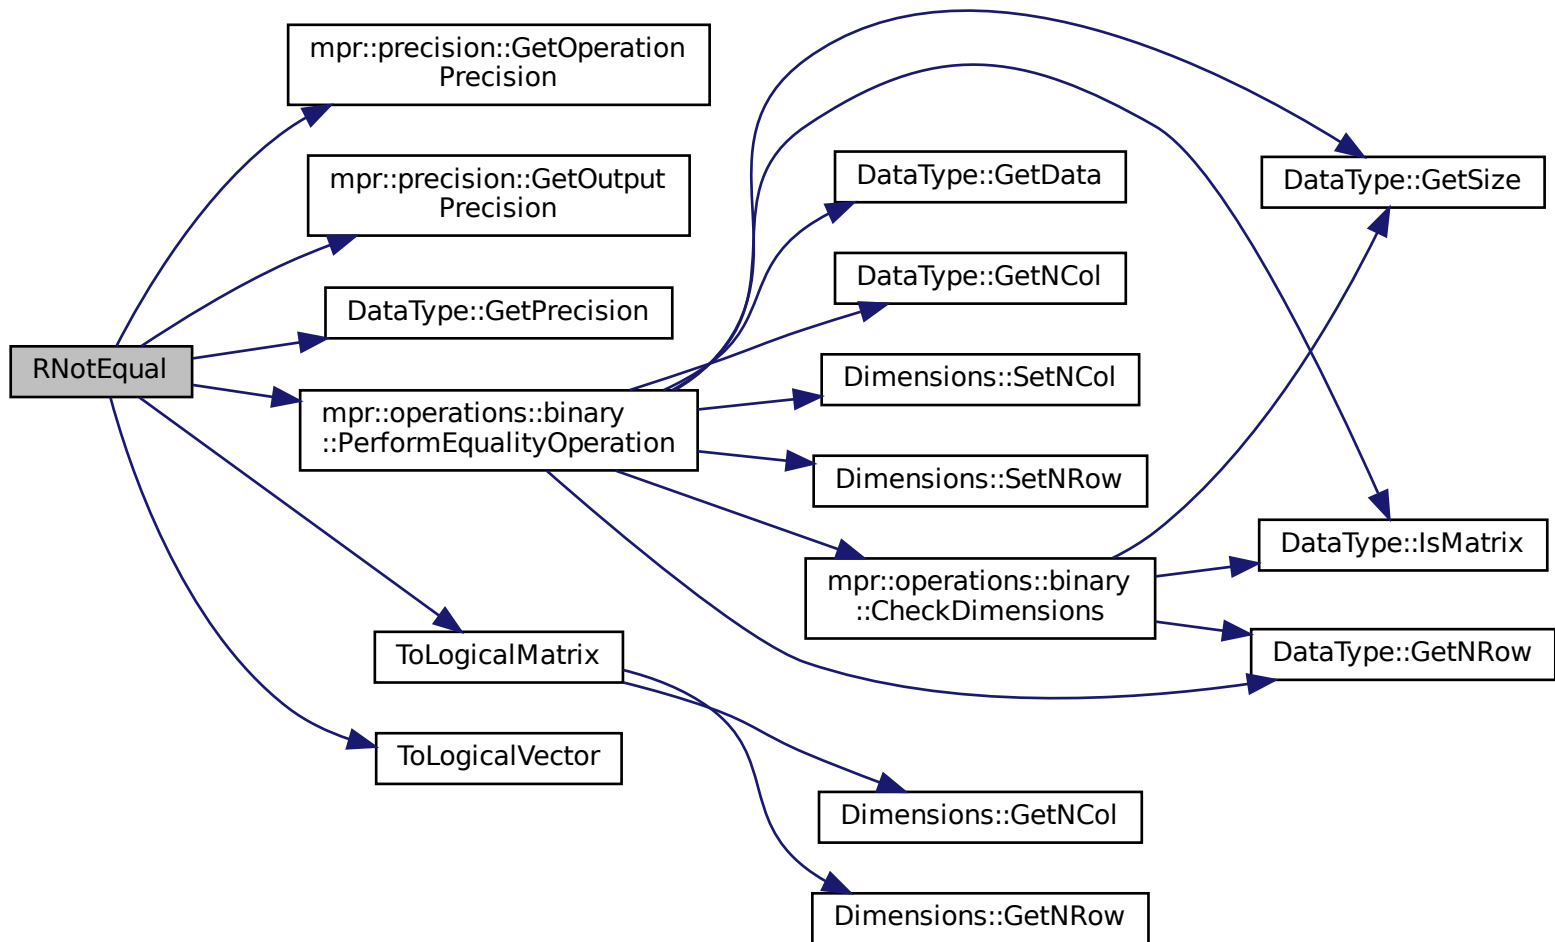 mpr::precision::GetOperation
Precision
mpr::precision::GetOutput
Precision
DataType::GetPrecision
RNotEqual
mpr::operations::binary
::PerformEqualityOperation
ToLogicalMatrix
ToLogicalVector
DataType::GetData
DataType::GetNCol
Dimensions::SetNCol
Dimensions::SetNRow
mpr::operations::binary
::CheckDimensions
Dimensions::GetNCol
Dimensions::GetNRow
DataType::GetSize
DataType::IsMatrix
DataType::GetNRow